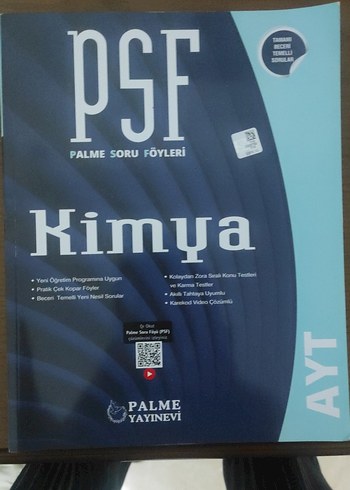 PSF
PALME SORU FÖYLERİ
TAMAMI
BECERİ
TEMELLİ
SORULAR
Kimya
• Yeni Öğretim Programına Uygun
• Pratik Çek Kopar Föyler
• Beceri Temelli Yeni Nesil Sorular
• Kolaydan Zora Sıralı Konu Testleri
ve Karma Testler
• Akıllı Tahtaya Uyumlu
• Karekod Video Çözümlü
Palme Soru Föyü (PSF)
PALME
YAYINEVİ
AYT